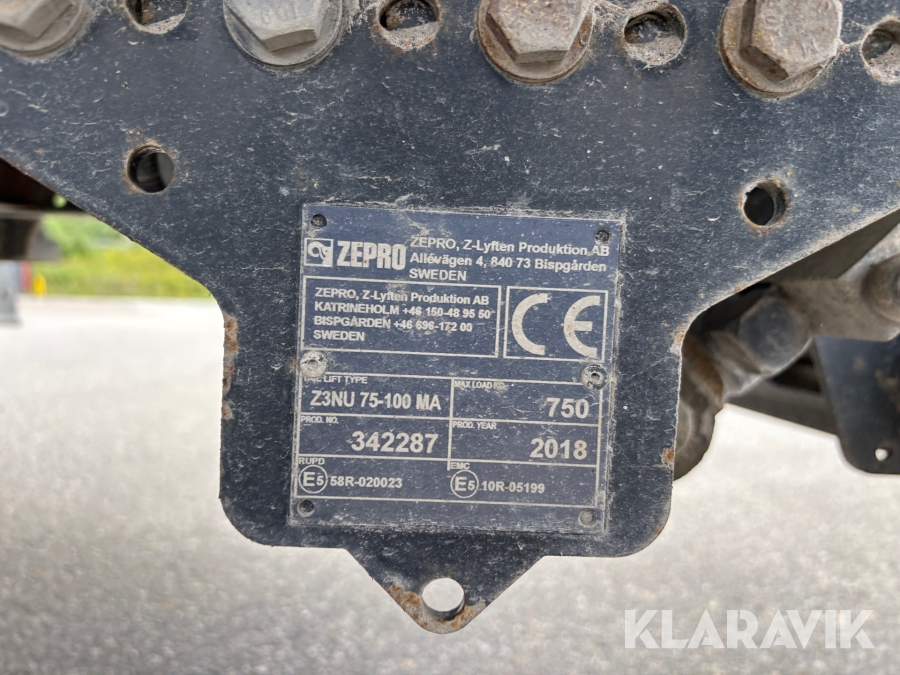 ZEPRO
ZEPRO, Z-Lyften Produktion AB
Allévägen 4, 840 73 Bispgården
SWEDEN
ZEPRO, Z-Lyften Produktion AB
KATRINEHOLM +46 150-48 95 50
BISPGÅRDEN +46 696-172 00
SWEDEN
CE
LIFT TYPE
Z3NU 75-100 MA
MAX LOAD KG
750
PROD. NO.
342287
PROD. YEAR
2018
RUPD
E5 58R-020023
EMC
E5 10R-05199
KLARAVIK